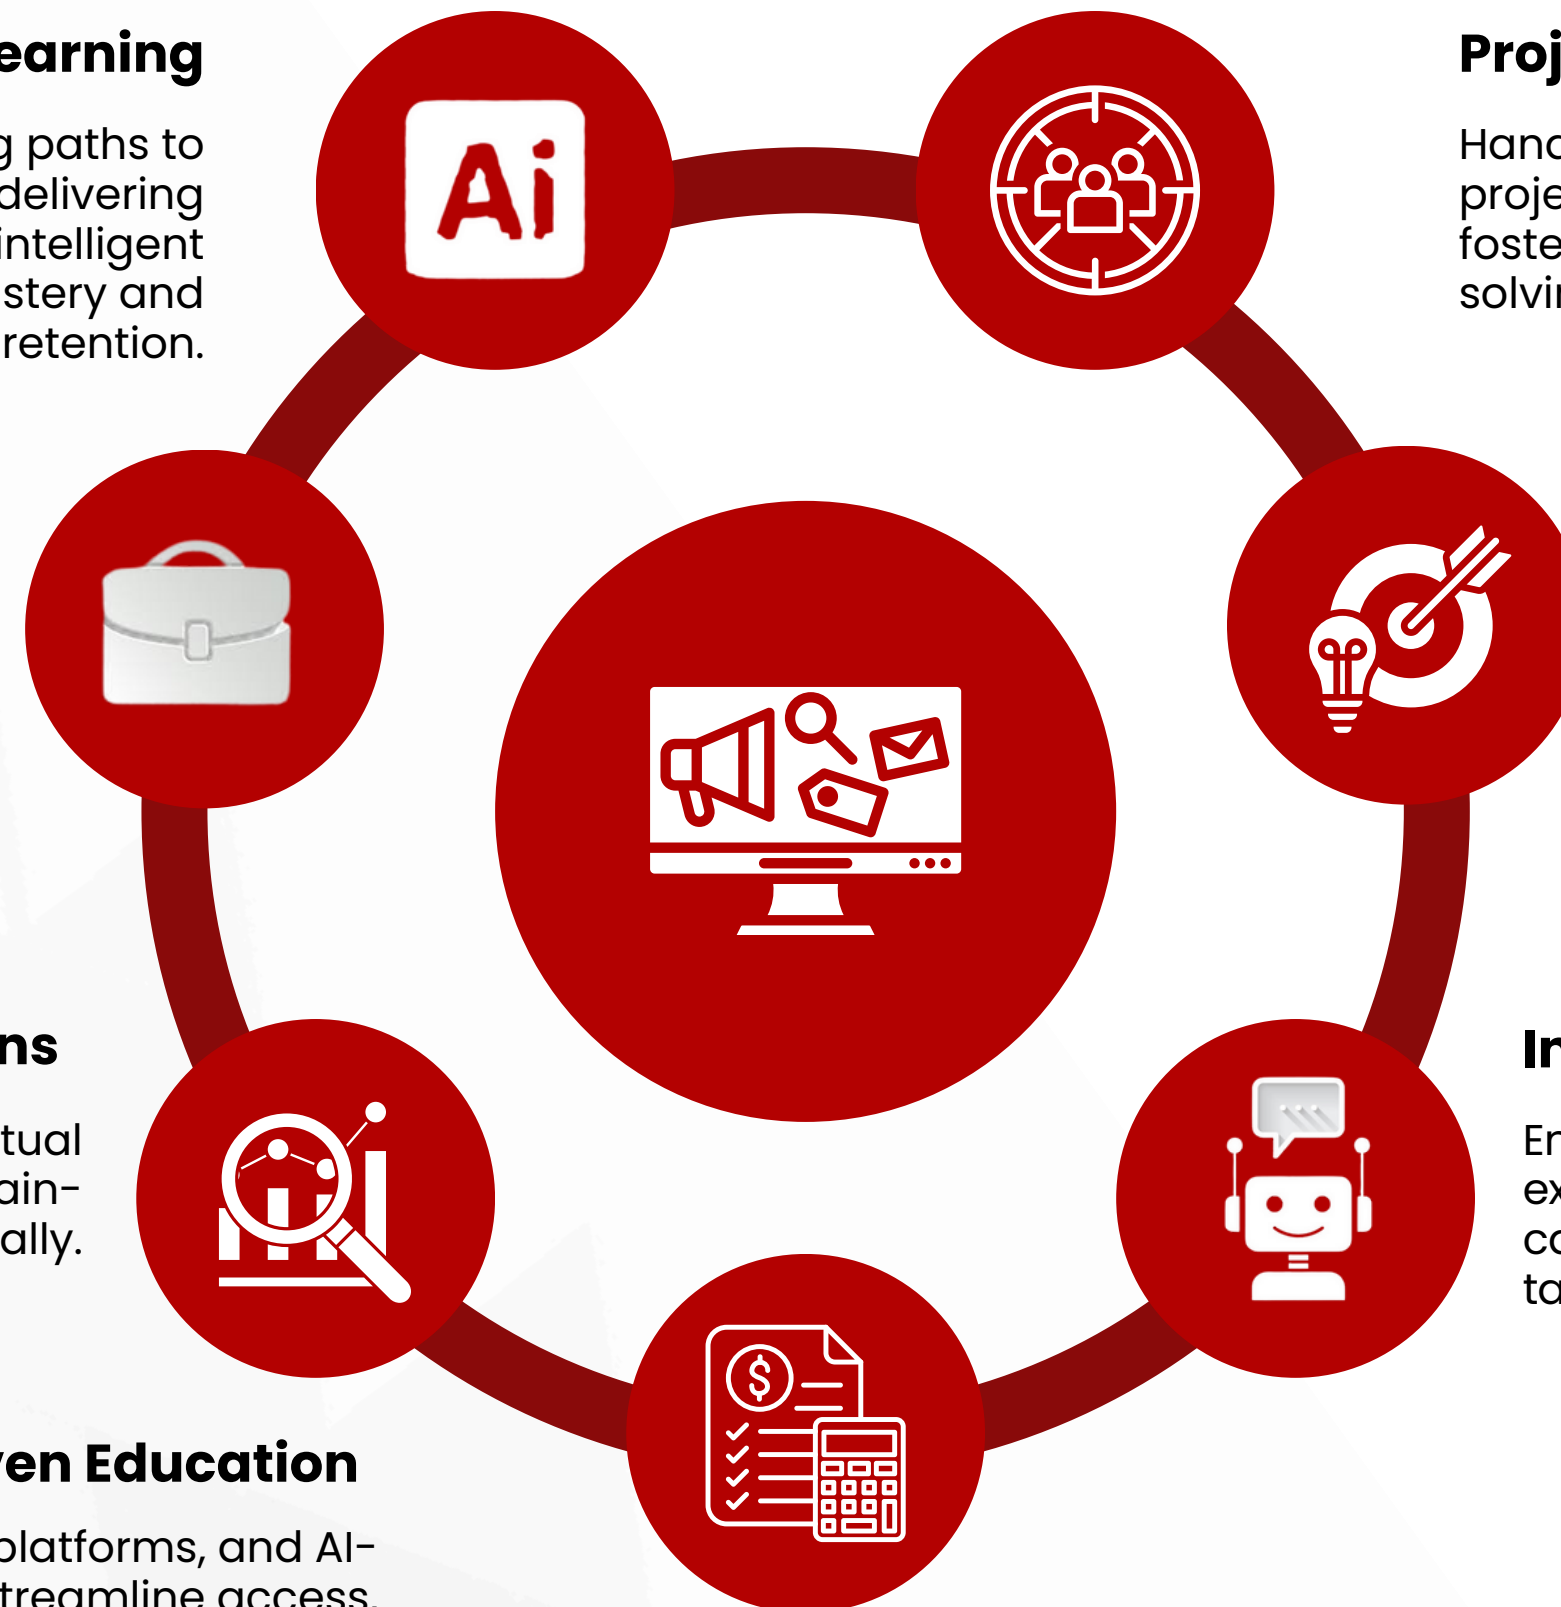 earning
g paths to
delivering
intelligent
stery and
retention.
Ai
Proj
Hand
proje
foste
solvin
ns
tual
ain-
ally.
In
En
ex
co
ta
ven Education
platforms, and AI-
treamline access.
$